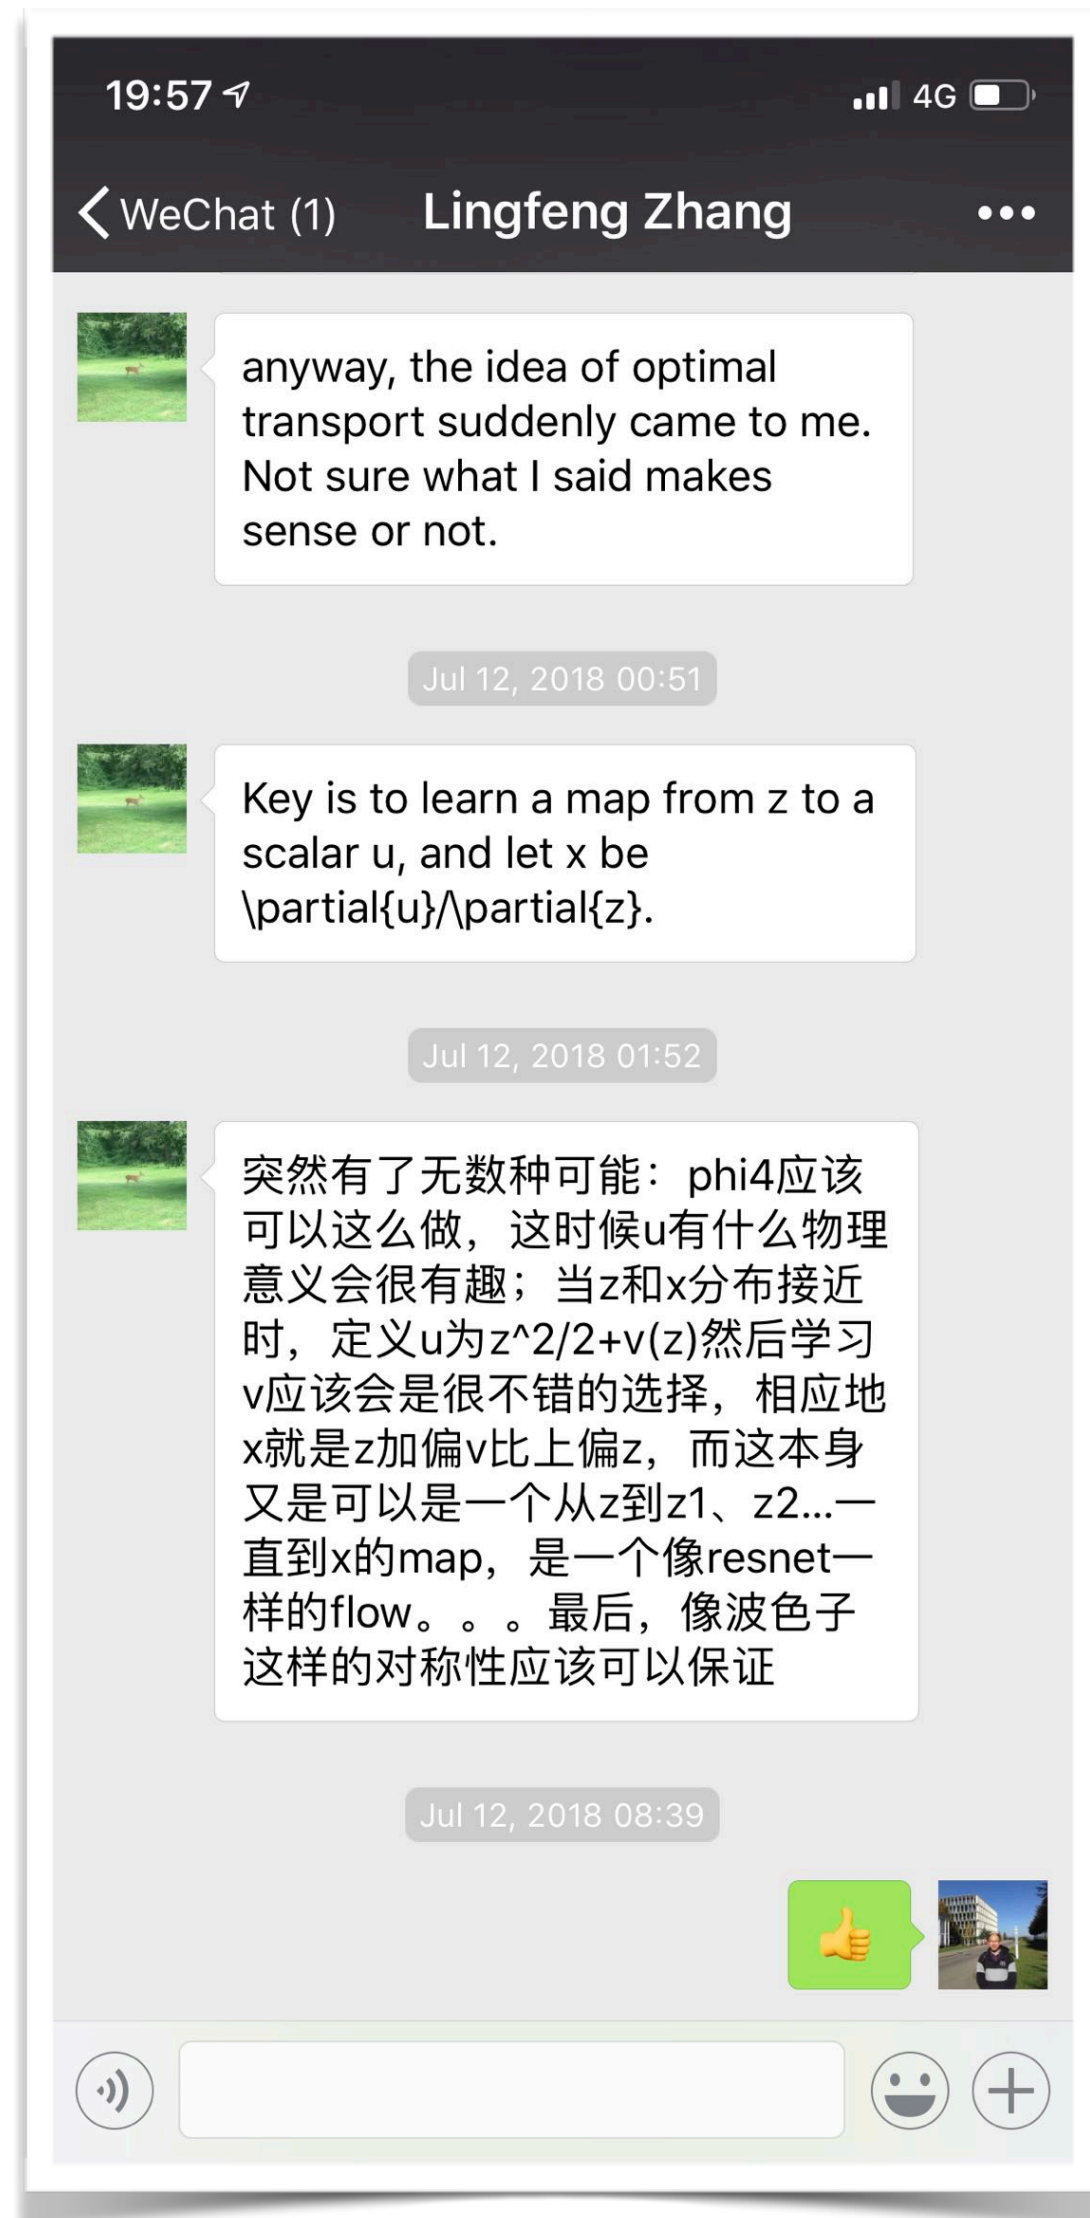 19:57
4G
WeChat (1)
Lingfeng Zhang
anyway, the idea of optimal
transport suddenly came to me.
Not sure what I said makes
sense or not.
Jul 12, 2018 00:51
Key is to learn a map from z to a
scalar u, and let x be
\partial{u}/\partial{z}.
Jul 12, 2018 01:52
突然有了无数种可能：phi4应该
可以这么做，这时候u有什么物理
意义会很有趣；当z和x分布接近
时，定义u为z^2/2+v(z)然后学习
v应该会是很不错的选择，相应地
x就是z加偏v比上偏z，而这本身
又是可以是一个从z到z1、z2...一
直到x的map，是一个像resnet一
样的flow。。。最后，像波色子
这样的对称性应该可以保证
Jul 12, 2018 08:39
👍